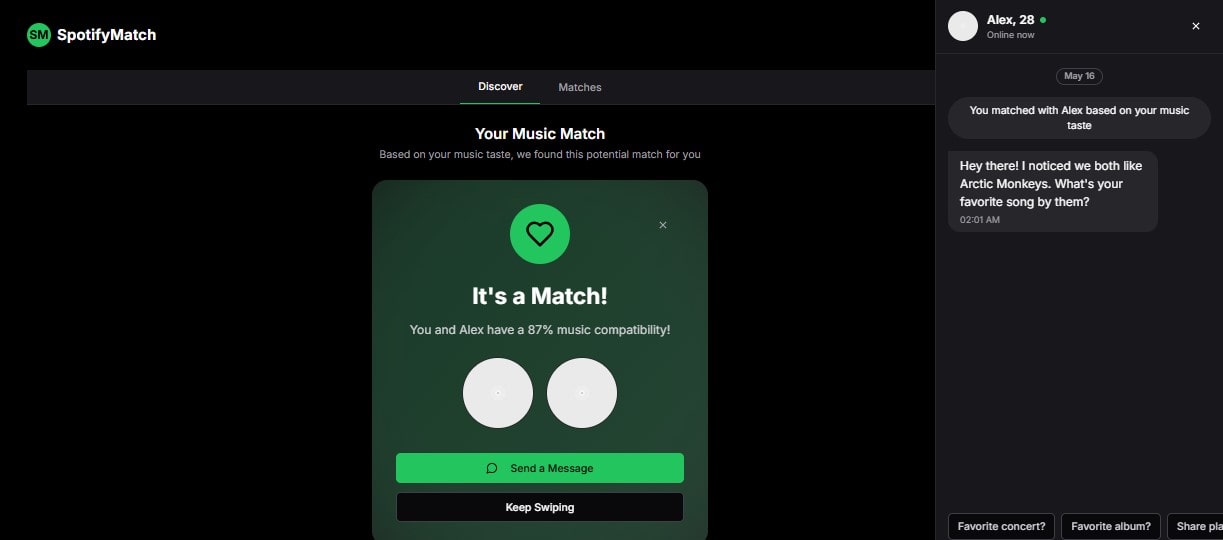 SM SpotifyMatch
Discover Matches
Your Music Match
Based on your music taste, we found this potential match for you
It's a Match!
You and Alex have a 87% music compatibility!
Send a Message
Keep Swiping
Alex, 28
Online now
May 16
You matched with Alex based on your music
taste
Hey there! I noticed we both like
Arctic Monkeys. What's your
favorite song by them?
02:01 AM
Favorite concert? Favorite album? Share